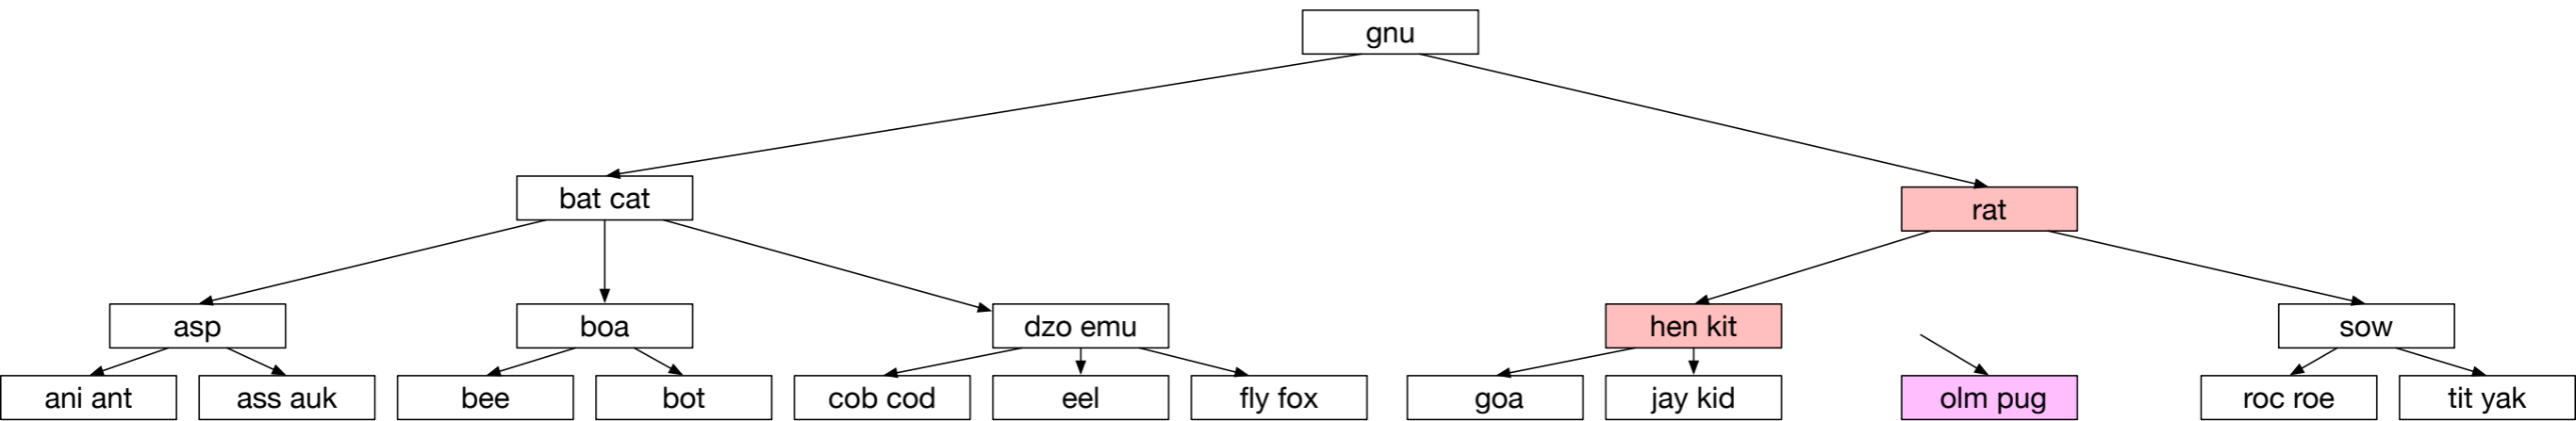 gnu
bat cat
rat
asp
boa
dzo emu
hen kit
sow
ani ant
ass auk
bee
bot
cob cod
eel
fly fox
goa
jay kid
olm pug
roc roe
tit yak